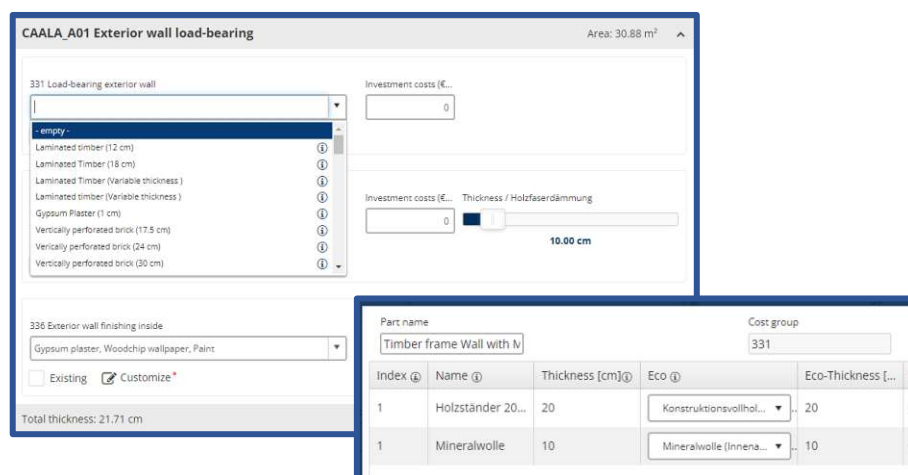 CAALA_A01 Exterior wall load-bearing Area: 30.88 m²
331 Load-bearing exterior wall Investment costs (€...
0
- empty -
Laminated timber (12 cm)
Laminated Timber (18 cm)
Laminated Timber (Variable thickness )
Laminated timber (Variable thickness )
Gypsum Plaster (1 cm)
Vertically perforated brick (17.5 cm)
Verically perforated brick (24 cm)
Vertically perforated brick (30 cm)
Investment costs (€... Thickness / Holzfaserdämmung
0
10.00 cm
336 Exterior wall finishing inside
Gypsum plaster, Woodchip wallpaper, Paint
Existing Customize*
Total thickness: 21.71 cm
Part name Cost group
Timber frame Wall with M 331
Index Name Thickness [cm] Eco Eco-Thickness [...
1 Holzständer 20... 20 Konstruktionsvollhol... 20
1 Mineralwolle 10 Mineralwolle (Innena... 10